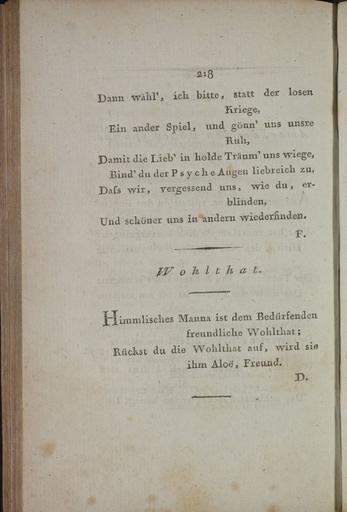 218
Dann wähl', ich bitte, statt der losen
Kriege,
Ein ander Spiel, und gönn' uns unsre
Ruh,
Damit die Lieb' in holde Träum' uns wiege,
Bind' du der Psyche Augen liebreich zu,
Daſs wir, vergessend uns, wie du, er-
blinden,
Und schöner uns in andern wiederfinden.
F.
Wohlthat.
Himmlisches Manna ist dem Bedürfenden
freundliche Wohlthat;
Rückst du die Wohlthat auf, wird sie
ihm Aloë, Freund.
D.